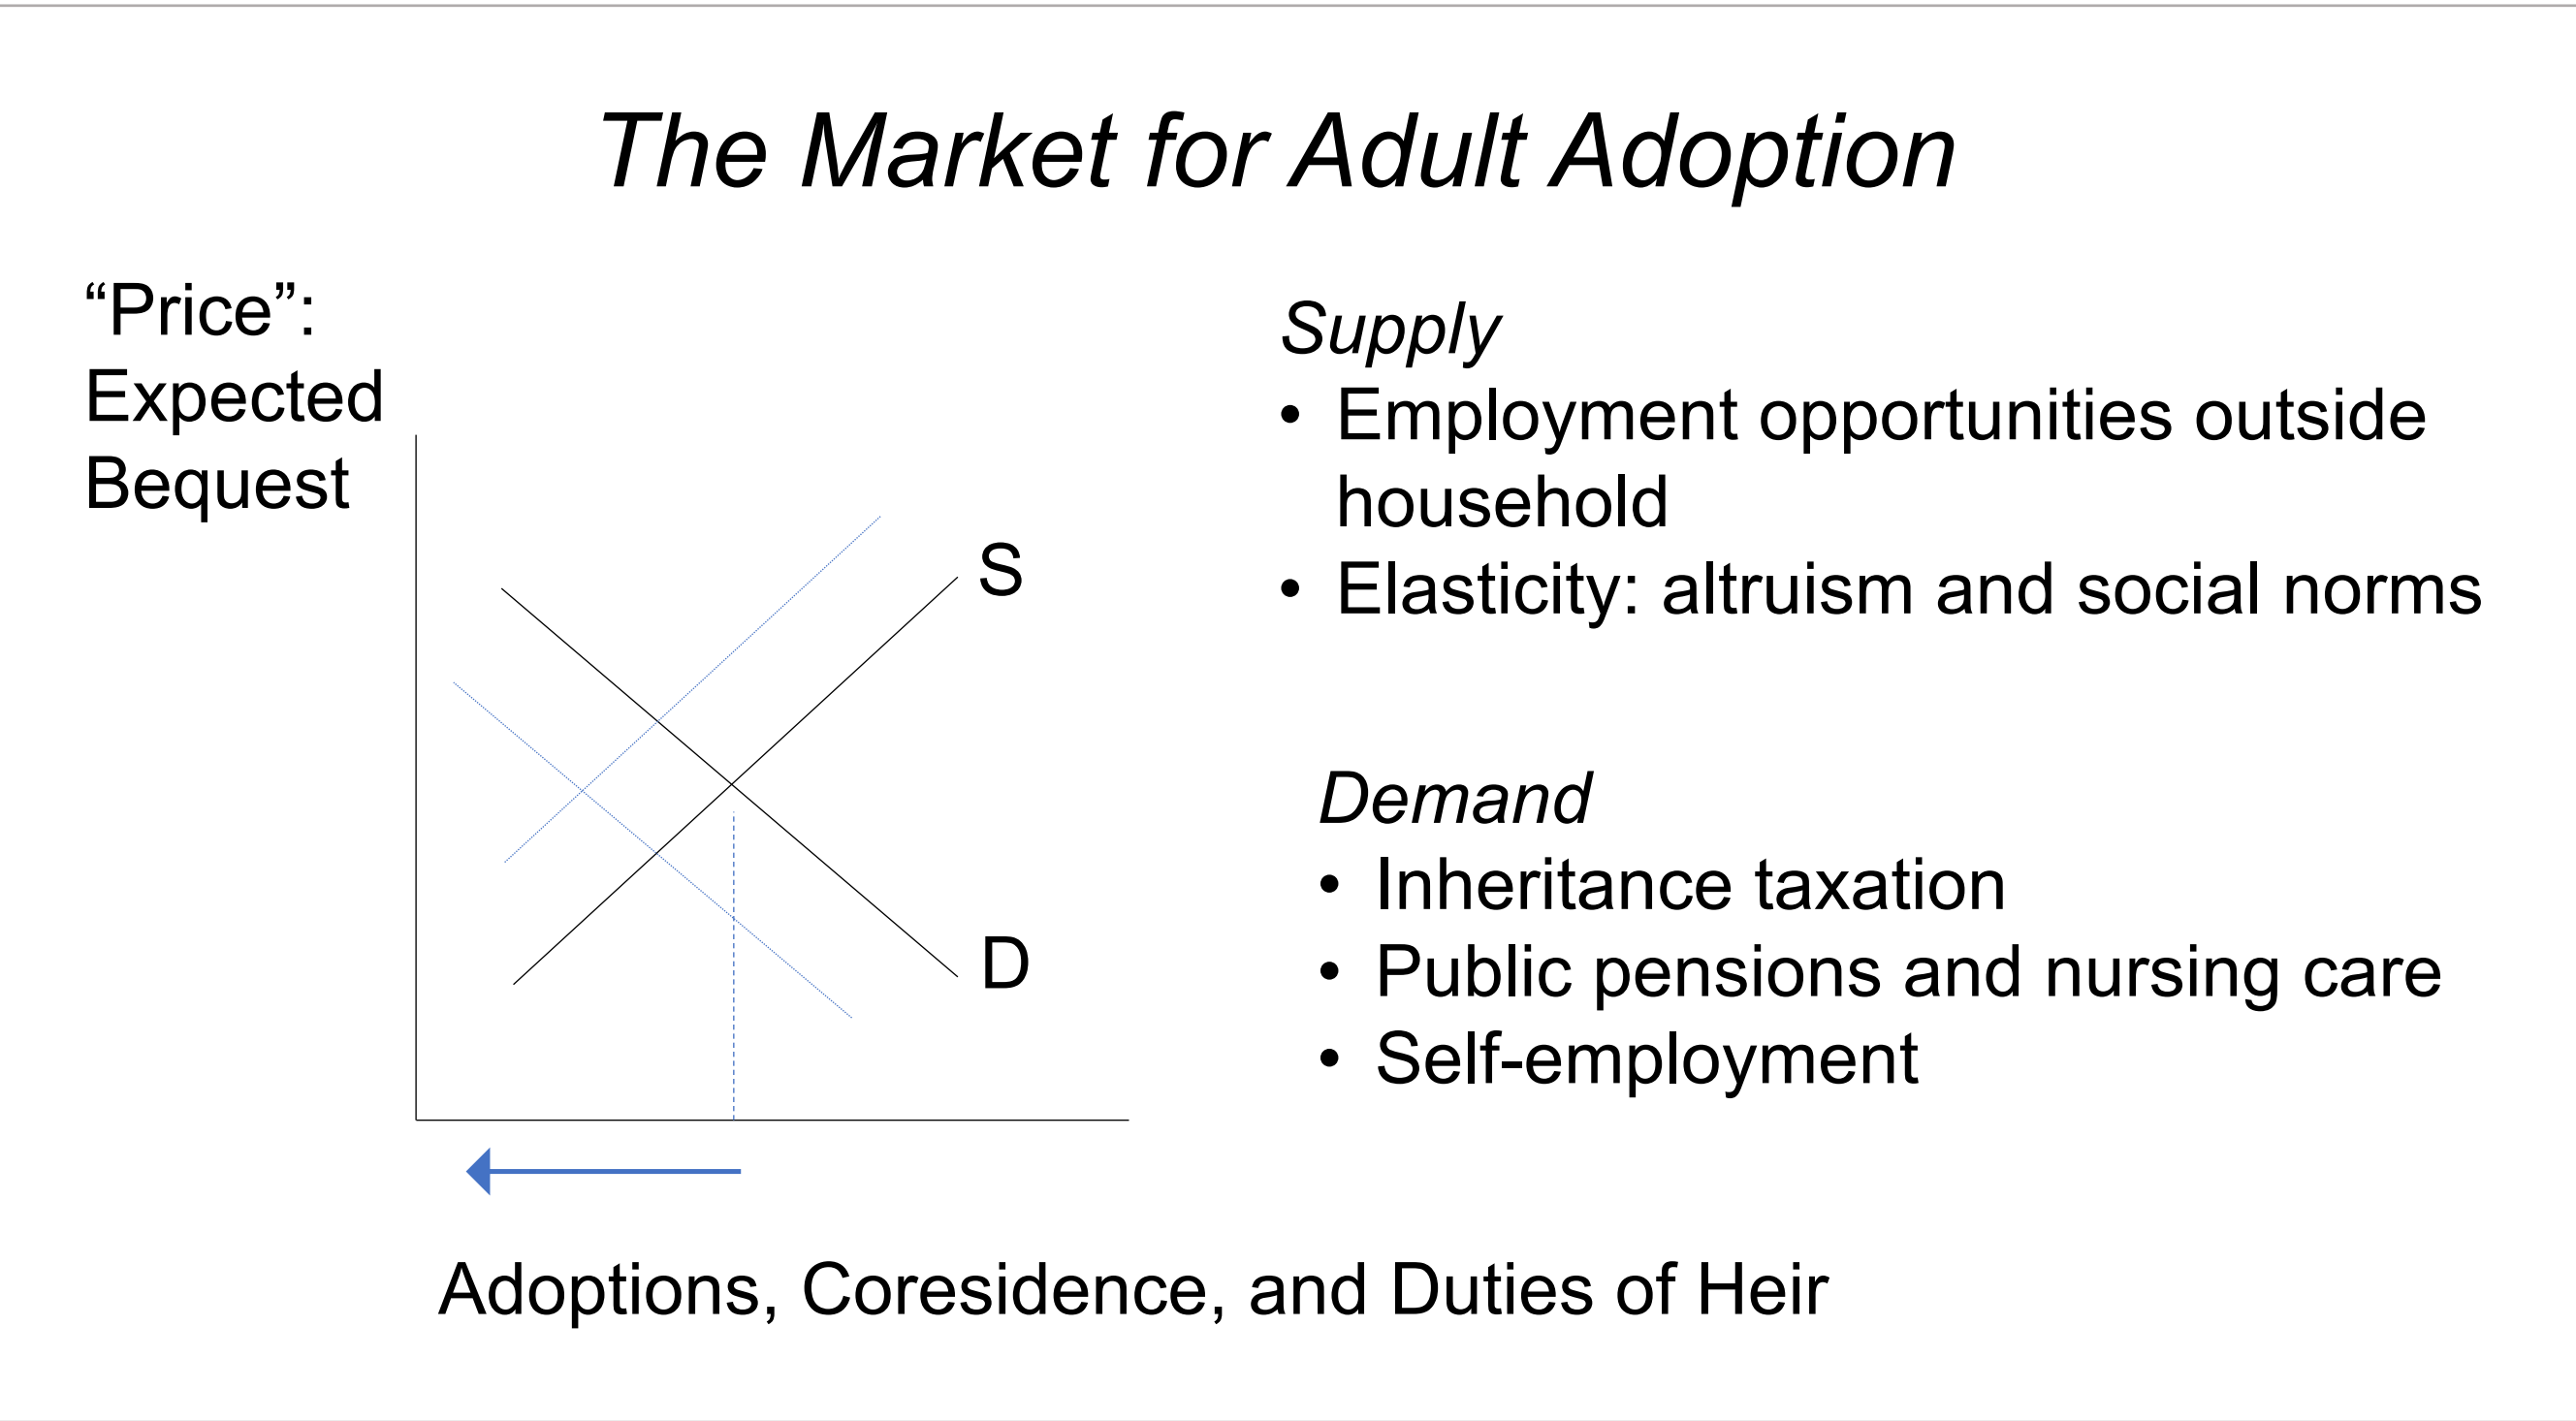 The Market for Adult Adoption
“Price”:
Expected
Bequest
S
D
Adoptions, Coresidence, and Duties of Heir
Supply
• Employment opportunities outside
household
• Elasticity: altruism and social norms
Demand
• Inheritance taxation
• Public pensions and nursing care
• Self-employment